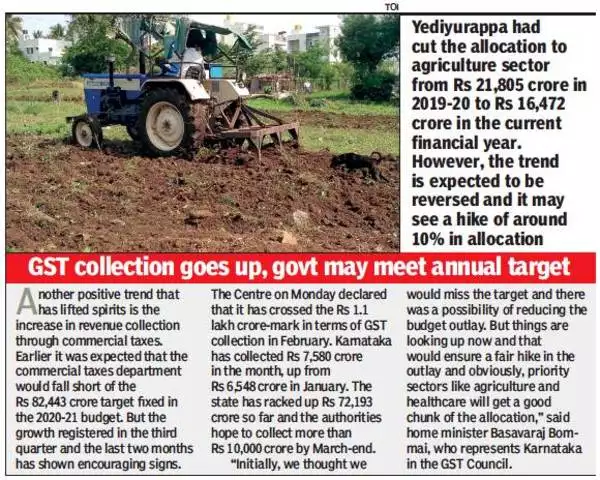 TOI
Yediyurappa had
cut the allocation to
agriculture sector
from Rs 21,805 crore in
2019-20 to Rs 16,472
crore in the current
financial year.
However, the trend
is expected to be
reversed and it may
see a hike of around
10% in allocation
GST collection goes up, govt may meet annual target
Another positive trend that
has lifted spirits is the
increase in revenue collection
through commercial taxes.
Earlier it was expected that the
commercial taxes department
would fall short of the
Rs 82,443 crore target fixed in
the 2020-21 budget. But the
growth registered in the third
quarter and the last two months
has shown encouraging signs.
The Centre on Monday declared
that it has crossed the Rs 1.1
lakh crore-mark in terms of GST
collection in February. Karnataka
has collected Rs 7,580 crore
in the month, up from
Rs 6,548 crore in January. The
state has racked up Rs 72,193
crore so far and the authorities
hope to collect more than
Rs 10,000 crore by March-end.
“Initially, we thought we
would miss the target and there
was a possibility of reducing the
budget outlay. But things are
looking up now and that
would ensure a fair hike in the
outlay and obviously, priority
sectors like agriculture and
healthcare will get a good
chunk of the allocation,” said
home minister Basavaraj Bom-
mai, who represents Karnataka
in the GST Council.